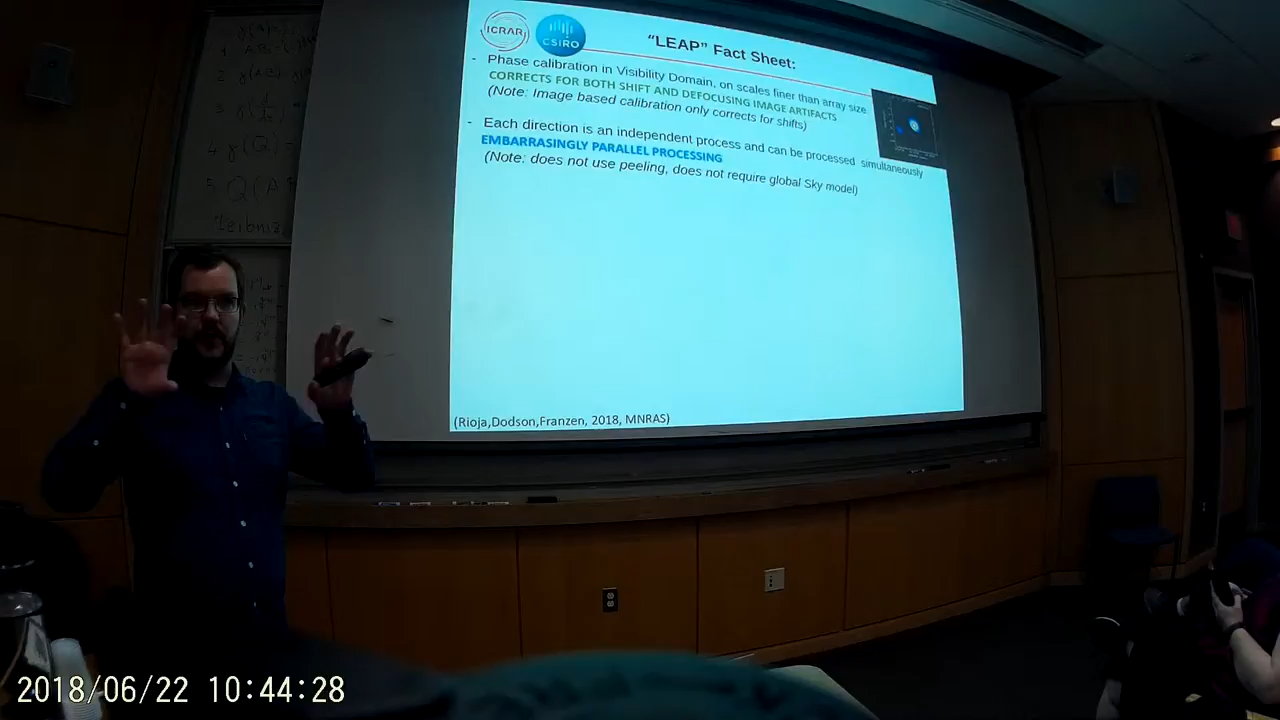 ICRAR
CSIRO
“LEAP” Fact Sheet:
- Phase calibration in Visibility Domain, on scales finer than array size
CORRECTS FOR BOTH SHIFT AND DEFOCUSING IMAGE ARTIFACTS
(Note: Image based calibration only corrects for shifts)
- Each direction is an independent process and can be processed simultaneously
EMBARRASINGLY PARALLEL PROCESSING
(Note: does not use peeling, does not require global Sky model)
(Rioja,Dodson,Franzen, 2018, MNRAS)
Leibniz
2018/06/22 10:44:28